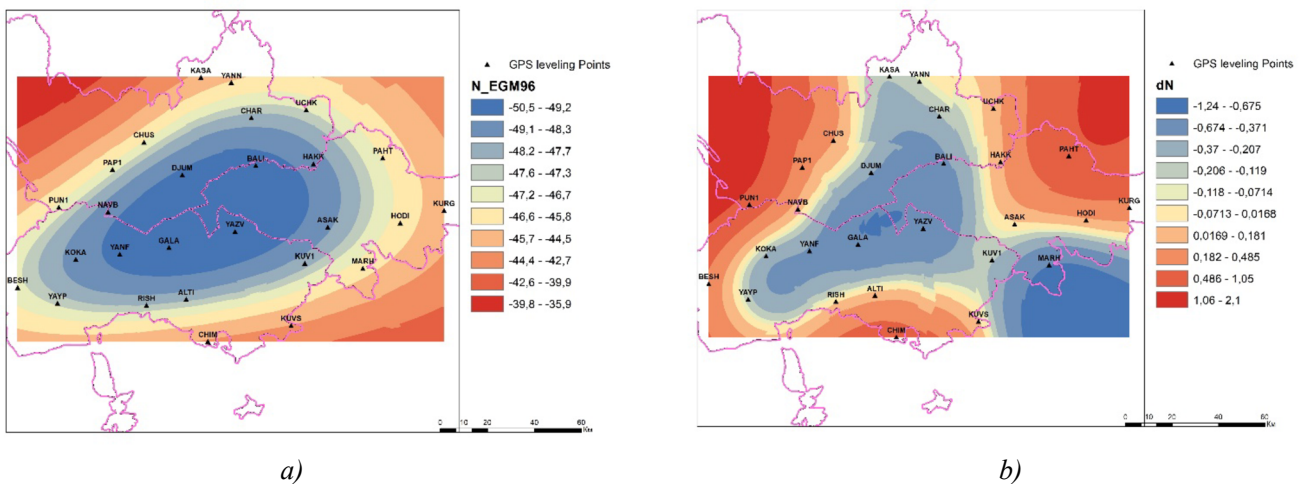 KASA
YANN
UCHK
CHAR
CHUS
PAHT
HAKK
BALI
PAP1
DJUM
PUN1
NAVB
KURG
HODI
ASAK
YAZV
GALA
YANF
KOKA
KUV1
MARH
BESH
ALTI
YAYP
RISH
KUVS
CHIM
GPS leveling Points
N_EGM96
-50,5 - -49,2
-49,1 - -48,3
-48,2 - -47,7
-47,6 - -47,3
-47,2 - -46,7
-46,6 - -45,8
-45,7 - -44,5
-44,4 - -42,7
-42,6 - -39,9
-39,8 - -35,9
0 10 20 40 60
Км
a)
KASA
YANN
UCHK
CHAR
CHUS
PAHT
HAKK
BALI
PAP1
DJUM
PUN1
NAVB
KURG
HODI
ASAK
YAZV
GALA
YANF
KOKA
KUV1
MARH
BESH
ALTI
YAYP
RISH
KUVS
CHIM
GPS leveling Points
dN
-1,24 - -0,675
-0,674 - -0,371
-0,37 - -0,207
-0,206 - -0,119
-0,118 - -0,0714
-0,0713 - 0,0168
0,0169 - 0,181
0,182 - 0,485
0,486 - 1,05
1,06 - 2,1
0 10 20 40 60
Км
b)